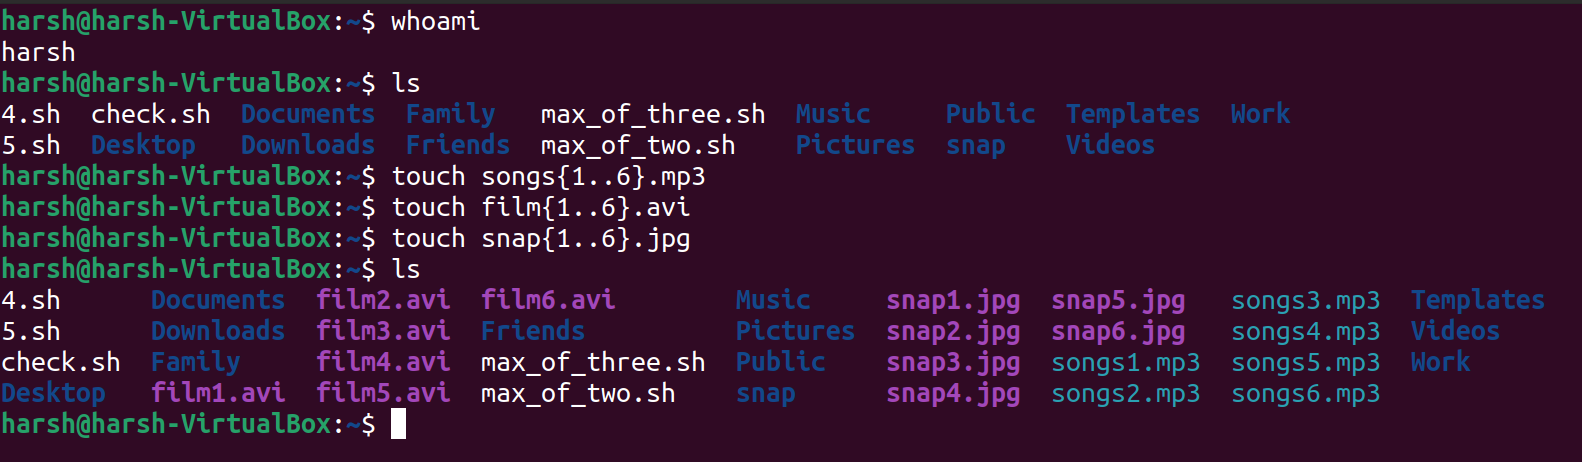 harsh@harsh-VirtualBox:~$ whoami
harsh
harsh@harsh-VirtualBox:~$ ls
4.sh  check.sh  Documents  Family   max_of_three.sh  Music     Public  Templates  Work
5.sh  Desktop   Downloads  Friends  max_of_two.sh    Pictures  snap    Videos
harsh@harsh-VirtualBox:~$ touch songs{1..6}.mp3
harsh@harsh-VirtualBox:~$ touch film{1..6}.avi
harsh@harsh-VirtualBox:~$ touch snap{1..6}.jpg
harsh@harsh-VirtualBox:~$ ls
4.sh      Documents  film2.avi  film6.avi        Music     snap1.jpg  snap5.jpg   songs3.mp3  Templates
5.sh      Downloads  film3.avi  Friends          Pictures  snap2.jpg  snap6.jpg   songs4.mp3  Videos
check.sh  Family     film4.avi  max_of_three.sh  Public    snap3.jpg  songs1.mp3  songs5.mp3  Work
Desktop   film1.avi  film5.avi  max_of_two.sh    snap      snap4.jpg  songs2.mp3  songs6.mp3
harsh@harsh-VirtualBox:~$